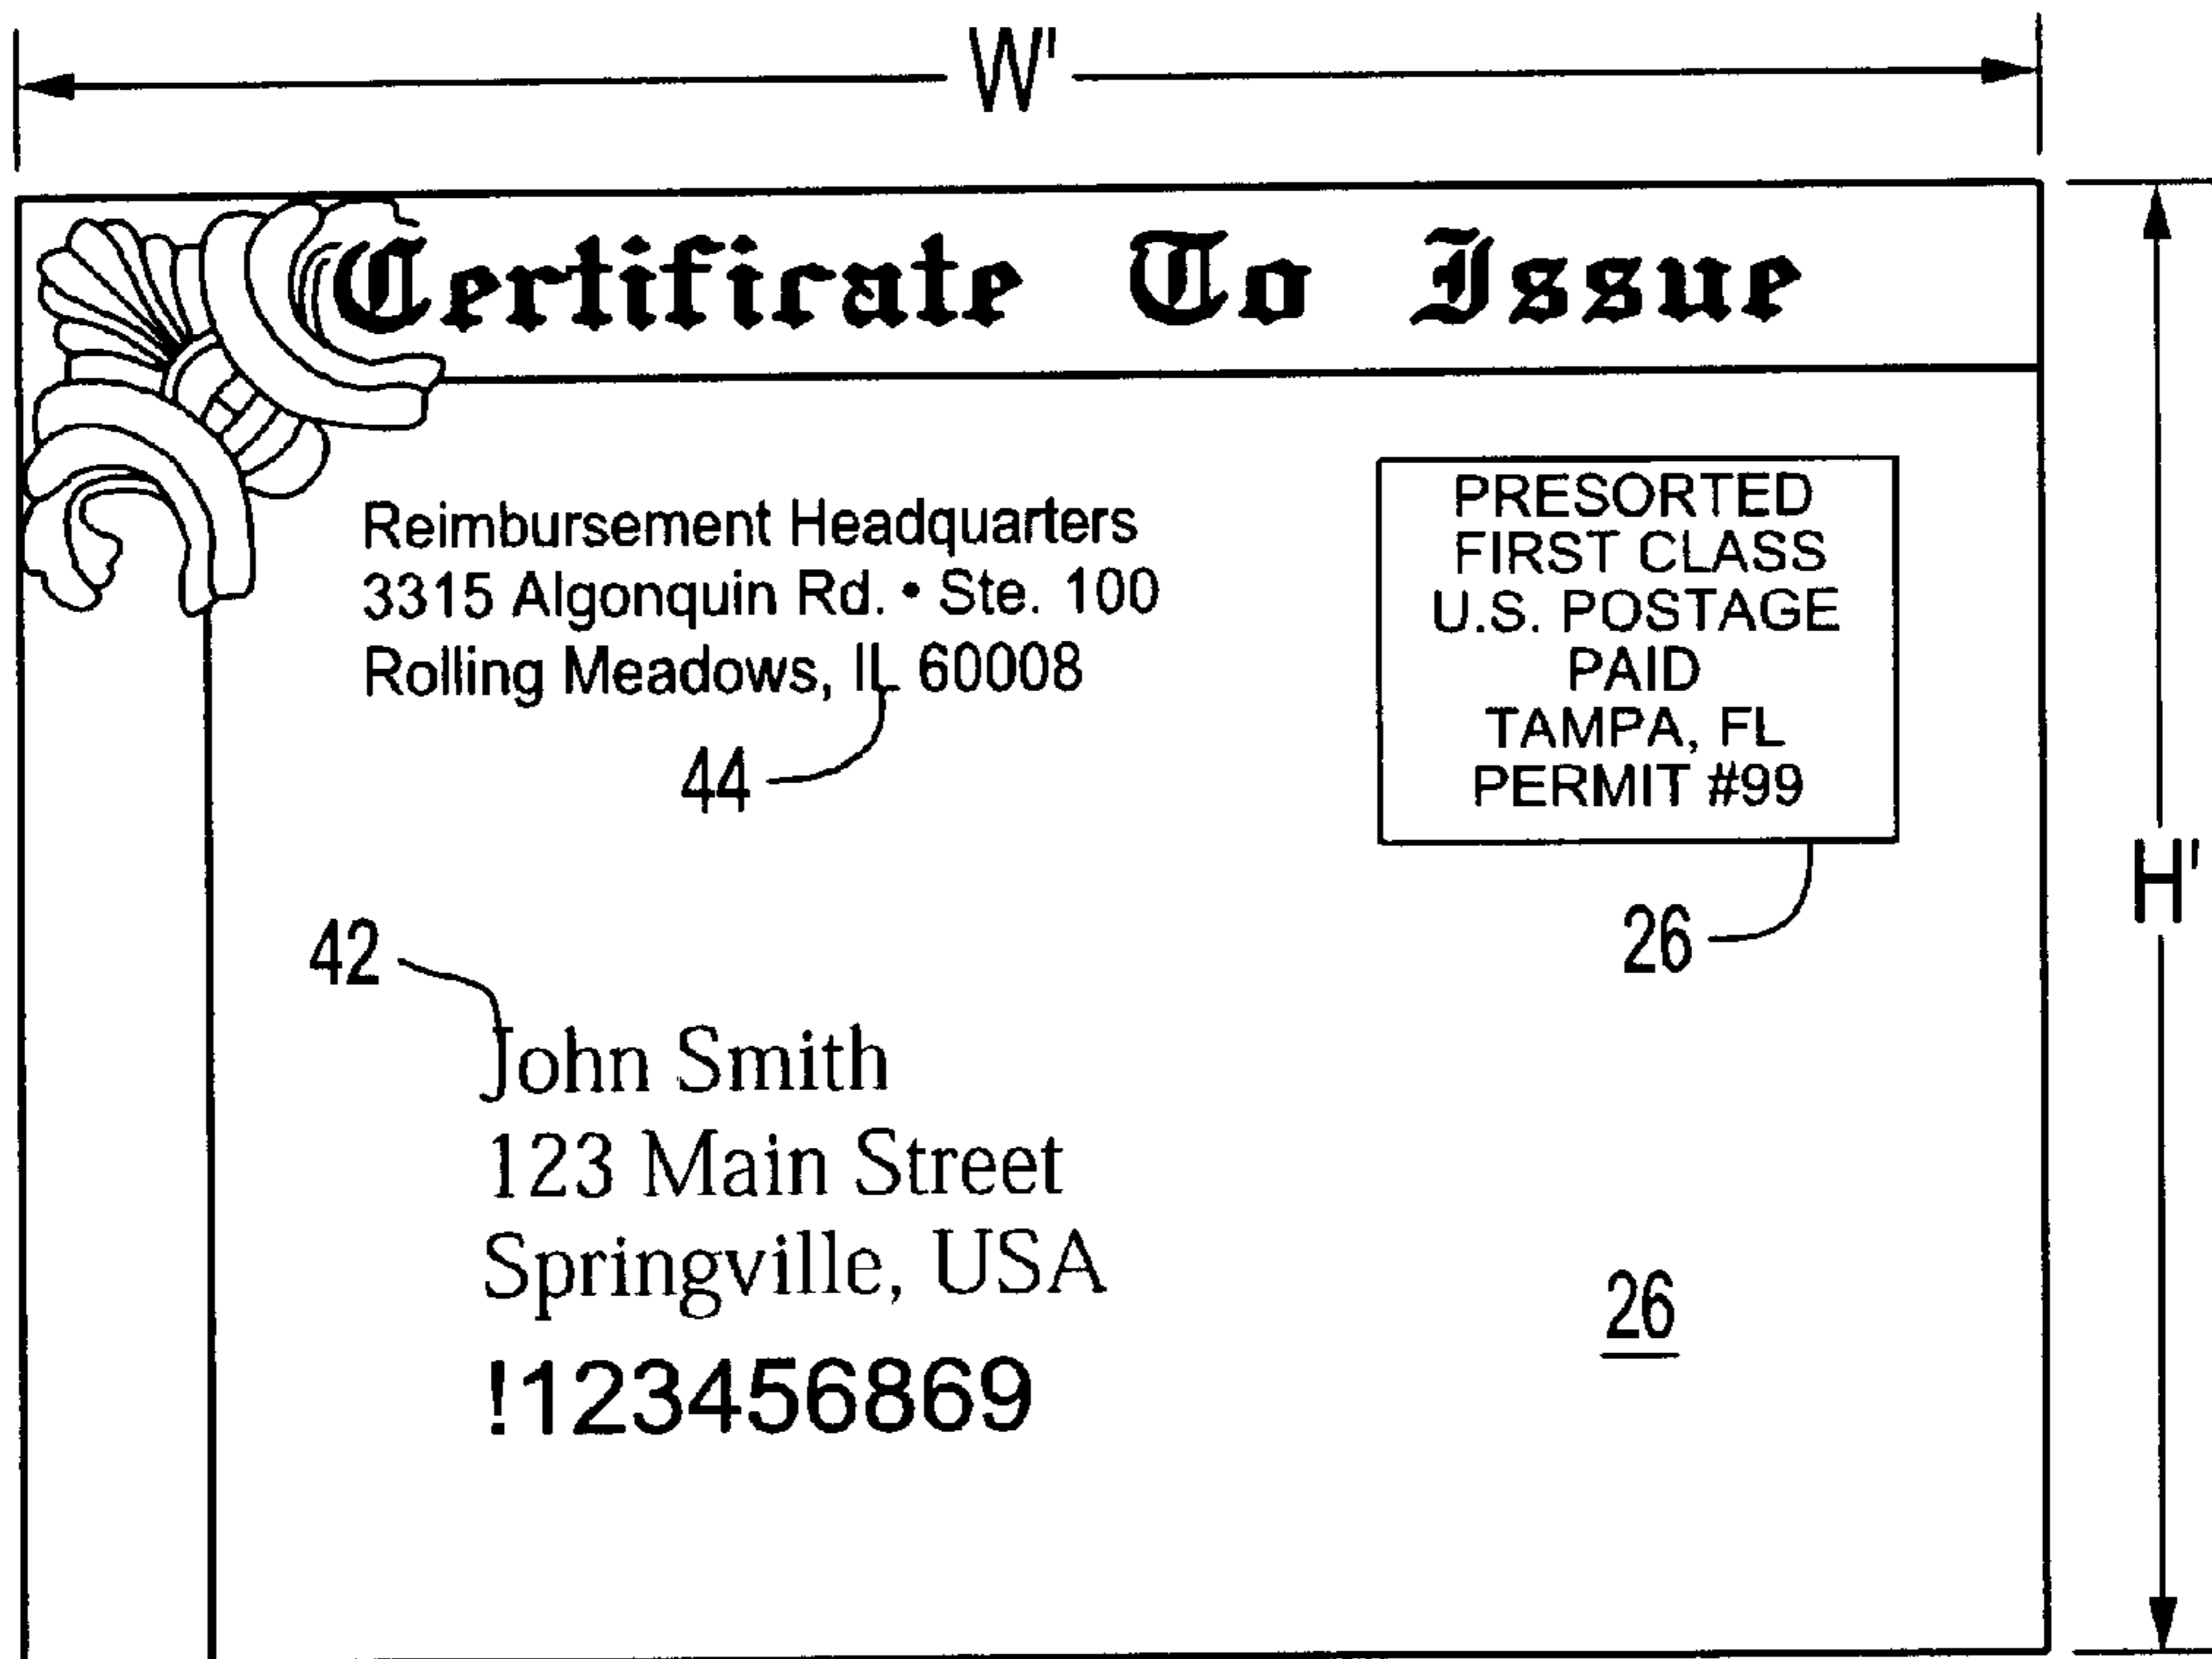 W'
Certificate To Issue
Reimbursement Headquarters
3315 Algonquin Rd. • Ste. 100
Rolling Meadows, IL 60008
44
PRESORTED
FIRST CLASS
U.S. POSTAGE
PAID
TAMPA, FL
PERMIT #99
26
H'
42
John Smith
123 Main Street
Springville, USA
!123456869
26